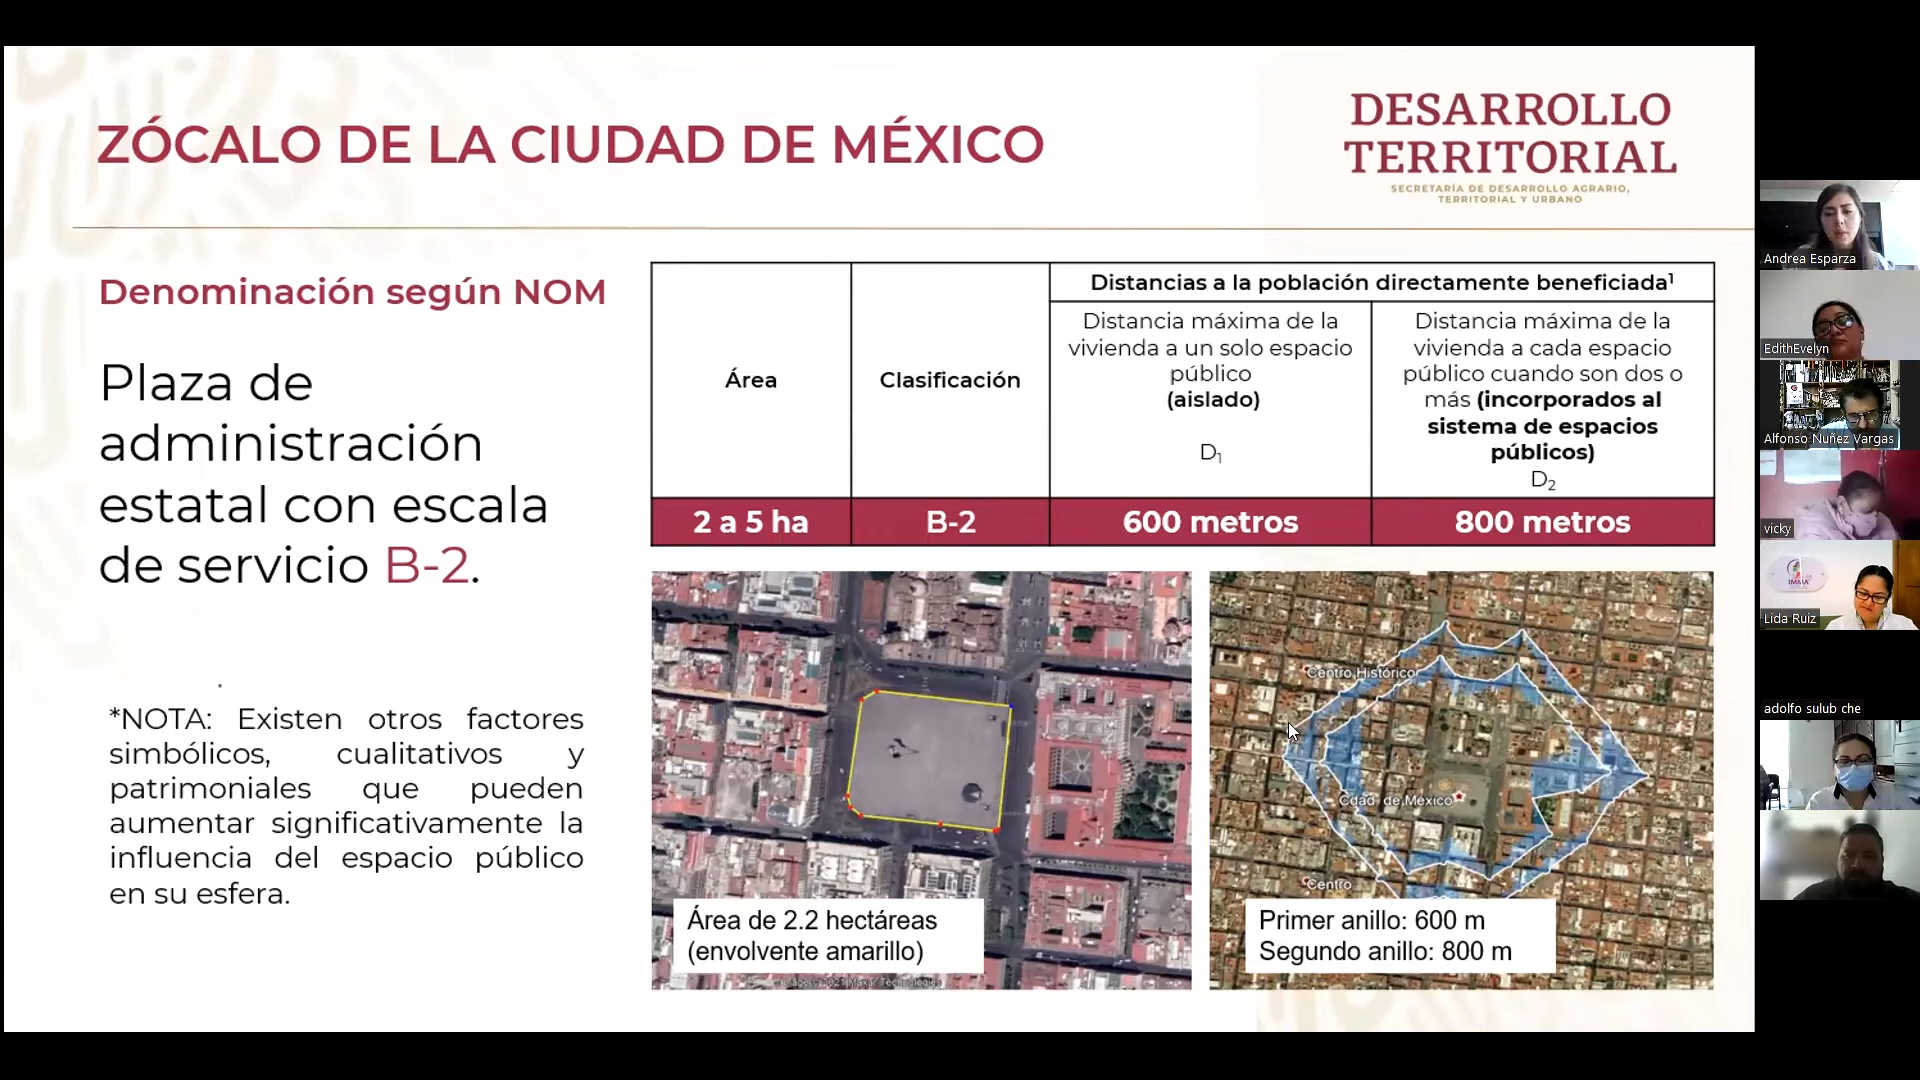 ZÓCALO DE LA CIUDAD DE MÉXICO
DESARROLLO
TERRITORIAL
SECRETARÍA DE DESARROLLO AGRARIO,
TERRITORIAL Y URBANO
Denominación según NOM
Plaza de
administración
estatal con escala
de servicio B-2.
*NOTA: Existen otros factores
simbólicos, cualitativos y
patrimoniales que pueden
aumentar significativamente la
influencia del espacio público
en su esfera.
Área
Clasificación
Distancias a la población directamente beneficiada¹
Distancia máxima de la
vivienda a un solo espacio
público
(aislado)
D₁
Distancia máxima de la
vivienda a cada espacio
público cuando son dos o
más (incorporados al
sistema de espacios
públicos)
D₂
2 a 5 ha
B-2
600 metros
800 metros
Área de 2.2 hectáreas
(envolvente amarillo)
Maxar Technologies
Centro Histórico
Cdad. de México
Centro
Primer anillo: 600 m
Segundo anillo: 800 m
Andrea Esparza
EdithEvelyn
Alfonso Nuñez Vargas
vicky
IMMA
Lida Ruiz
adolfo sulub che